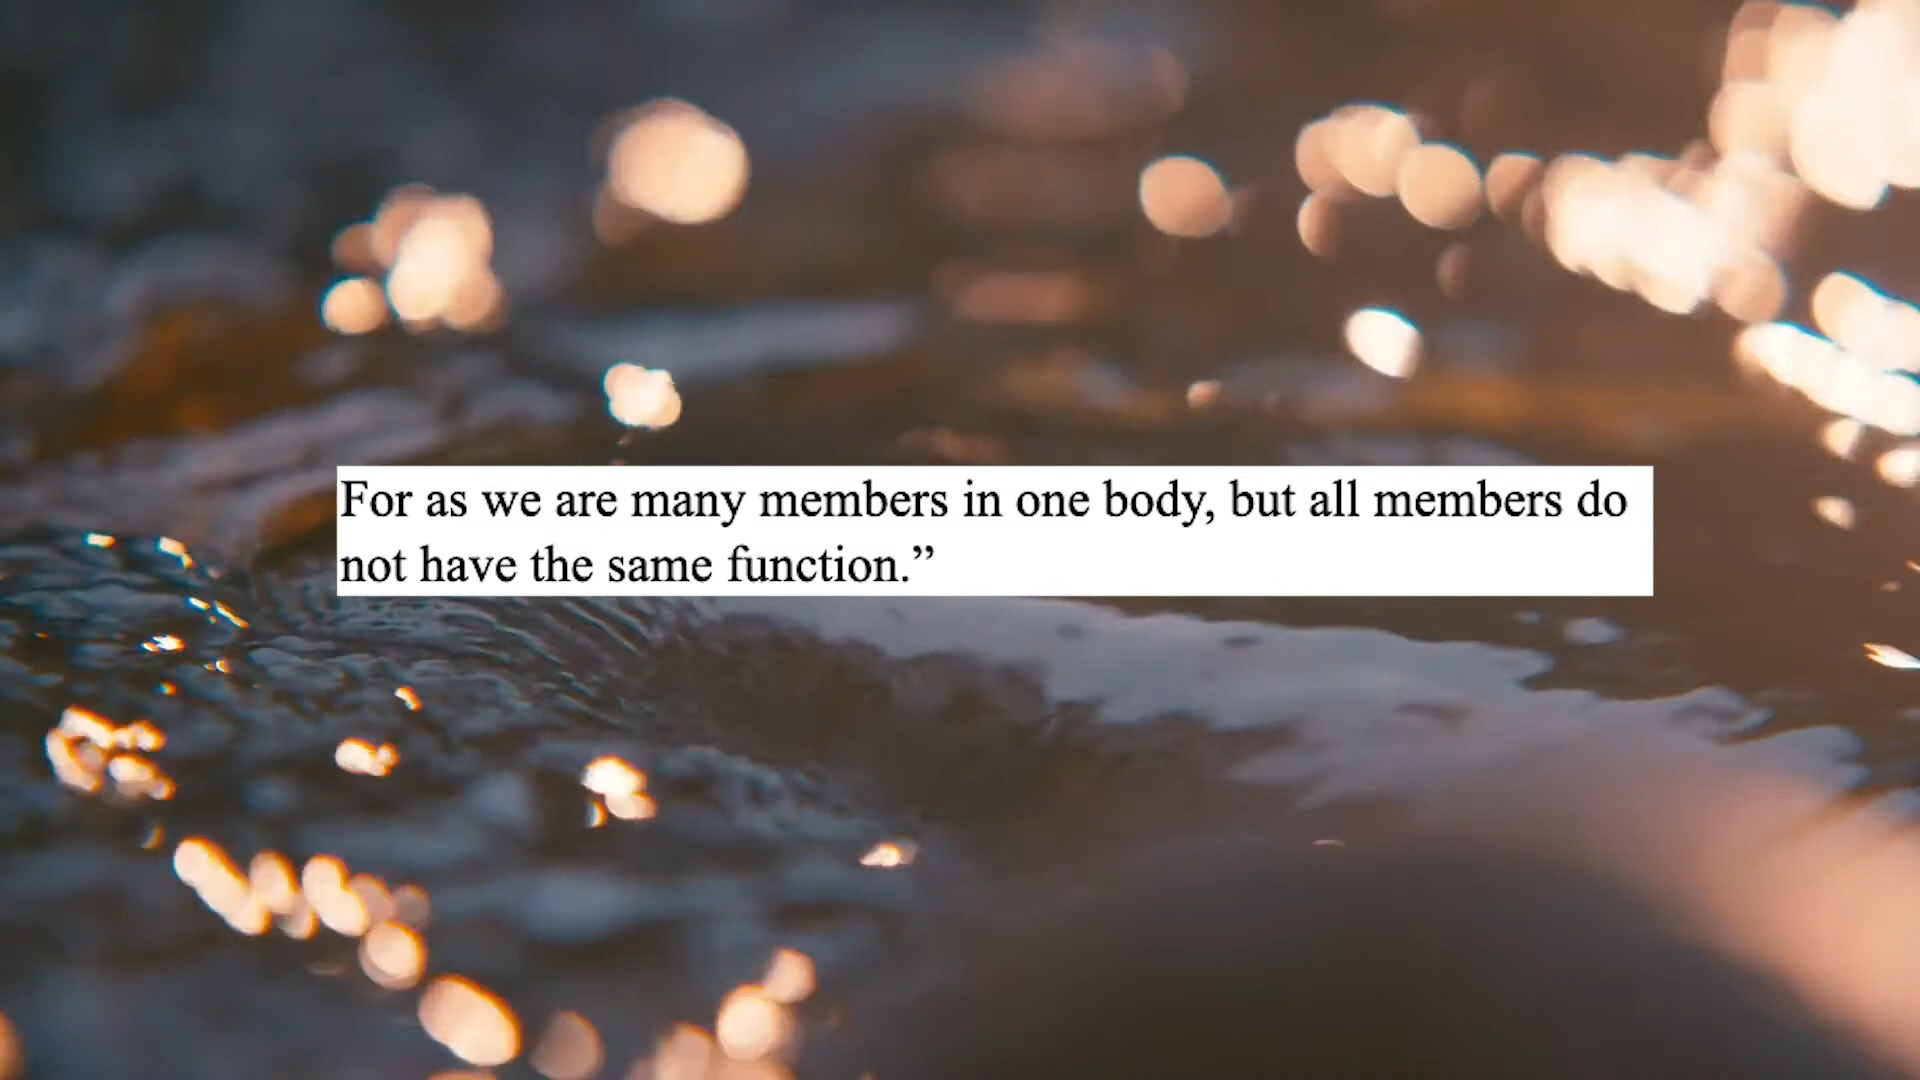 For as we are many members in one body, but all members do
not have the same function.”